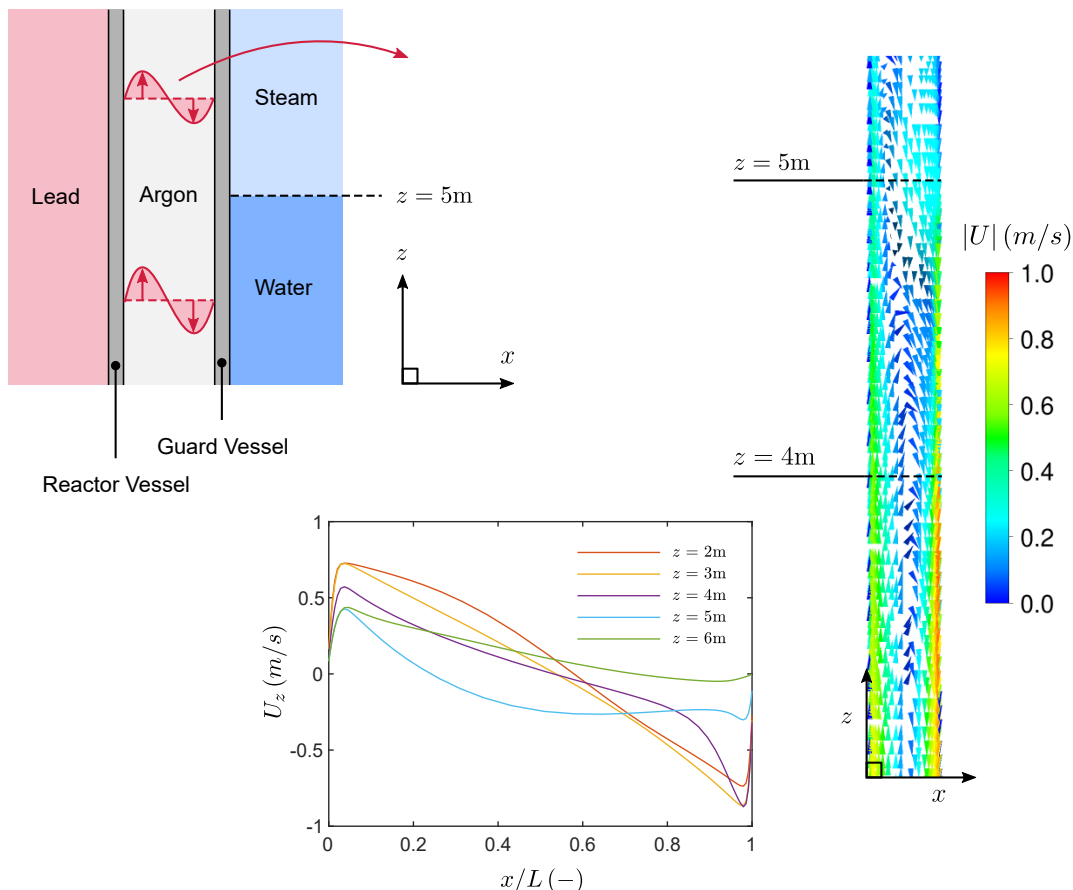 Lead
Argon
Steam
z = 5m
Water
z
x
Guard Vessel
Reactor Vessel
z = 5m
z = 4m
|U| (m/s)
1.0
0.8
0.6
0.4
0.2
0.0
z
x
1
0.5
0
-0.5
-1
U_z (m/s)
z = 2m
z = 3m
z = 4m
z = 5m
z = 6m
0
0.2
0.4
0.6
0.8
1
x/L (−)